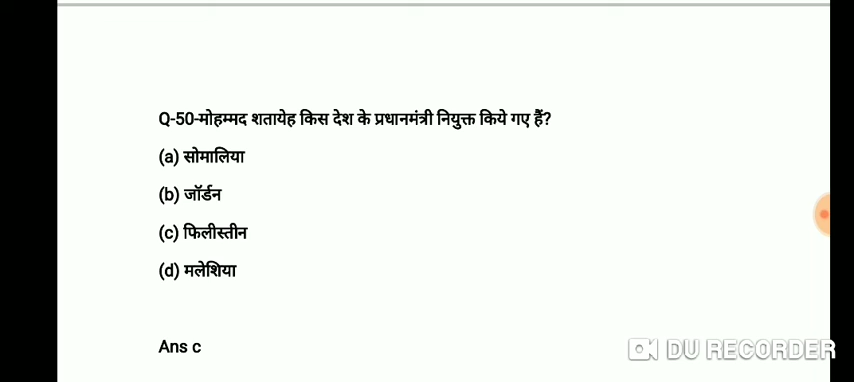 Q-50-मोहम्मद शतायेह किस देश के प्रधानमंत्री नियुक्त किये गए हैं?
(a) सोमालिया
(b) जॉर्डन
(c) फिलीस्तीन
(d) मलेशिया
Ans c
DU RECORDER